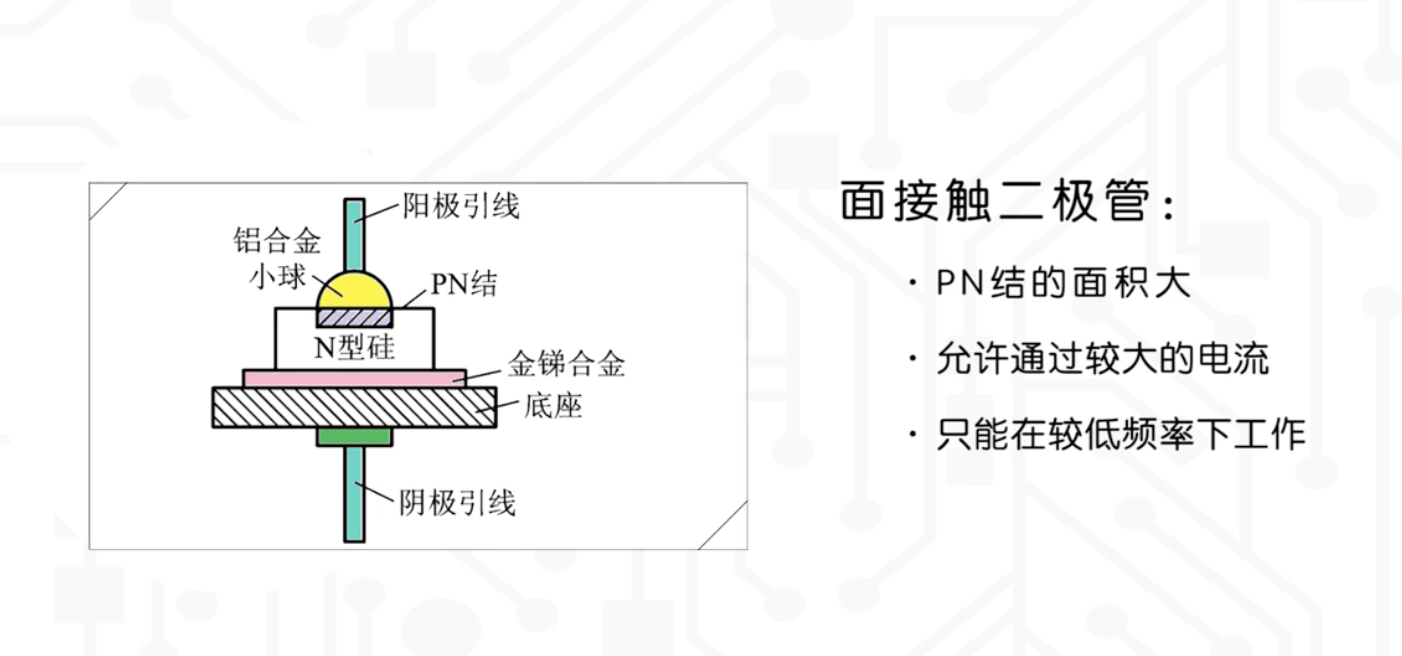 阳极引线
铝合金
小球
PN结
N型硅
金锑合金
底座
阴极引线
面接触二极管：
· PN结的面积大
· 允许通过较大的电流
· 只能在较低频率下工作